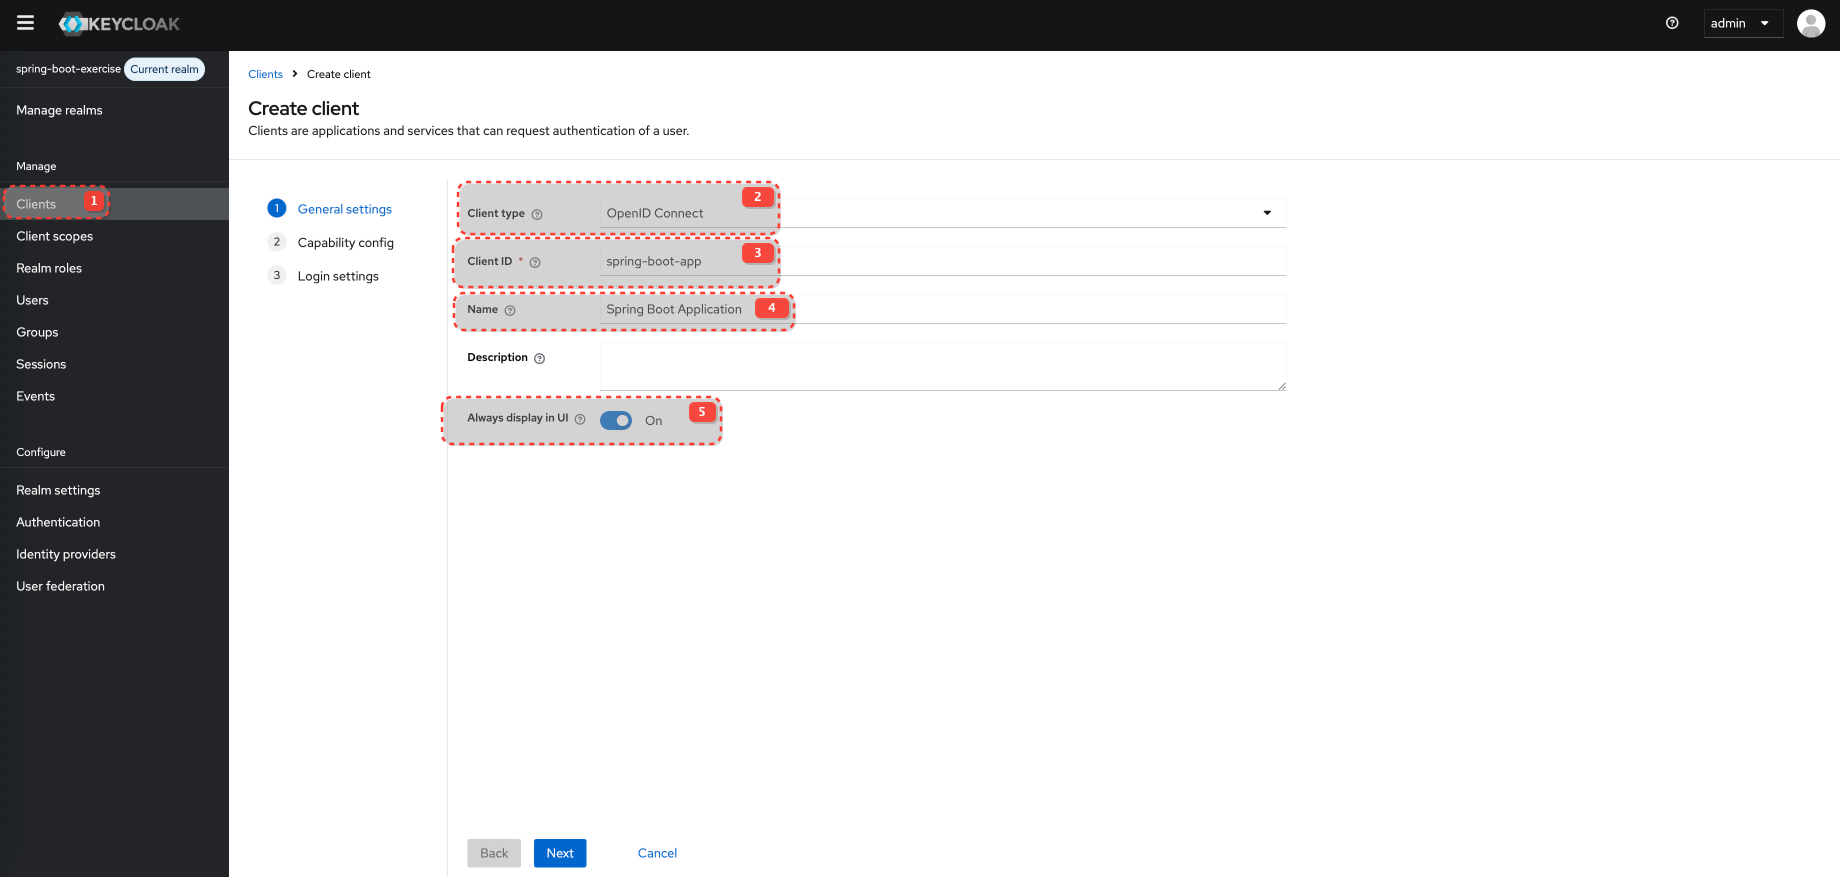 KEYCLOAK
admin
spring-boot-exercise Current realm
Manage realms
Manage
Clients 1
Client scopes
Realm roles
Users
Groups
Sessions
Events
Configure
Realm settings
Authentication
Identity providers
User federation
Clients > Create client
Create client
Clients are applications and services that can request authentication of a user.
1 General settings
2 Capability config
3 Login settings
Client type ? OpenID Connect 2
Client ID * ? spring-boot-app 3
Name ? Spring Boot Application 4
Description ?
Always display in UI ? On 5
Back Next Cancel